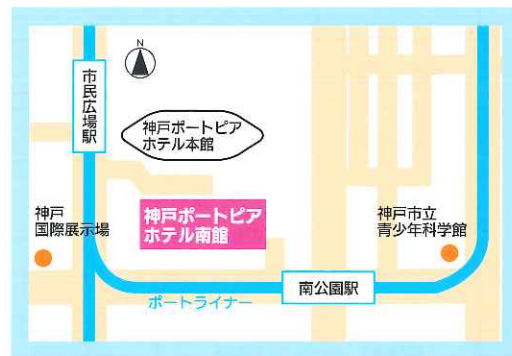 N
市民広場駅
神戸ポートピア
ホテル本館
神戸
国際展示場
神戸ポートピア
ホテル南館
神戸市立
青少年科学館
南公園駅
ポートライナー